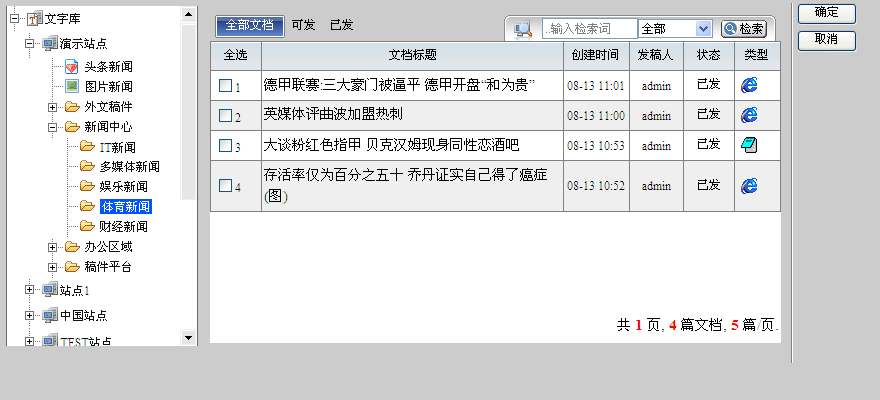 文字库
演示站点
头条新闻
图片新闻
外文稿件
新闻中心
IT新闻
多媒体新闻
娱乐新闻
体育新闻
财经新闻
办公区域
稿件平台
站点1
中国站点
TEST站点
全部文档 可发 已发
..输入检索词 全部 检索
全选 文档标题 创建时间 发稿人 状态 类型
1 德甲联赛:三大豪门被逼平 德甲开盘“和为贵” 08-13 11:01 admin 已发
2 英媒体评曲波加盟热刺 08-13 11:00 admin 已发
3 大谈粉红色指甲 贝克汉姆现身同性恋酒吧 08-13 10:53 admin 已发
4 存活率仅为百分之五十 乔丹证实自己得了癌症
(图) 08-13 10:52 admin 已发
共 1 页, 4 篇文档, 5 篇/页.
确定
取消